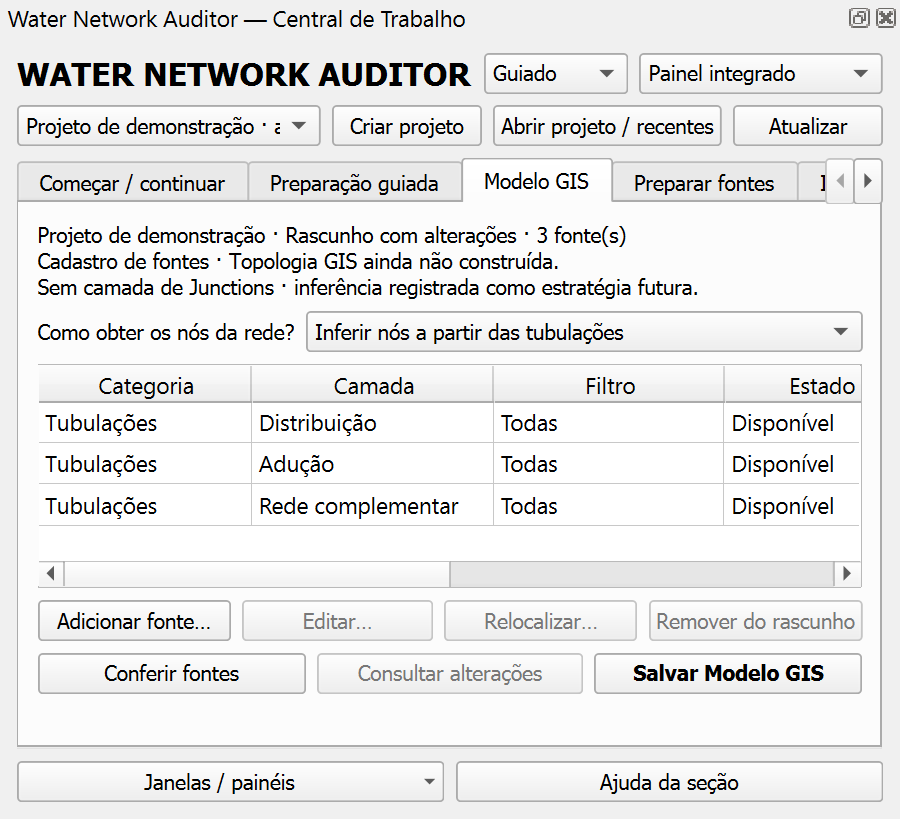 Water Network Auditor — Central de Trabalho
WATER NETWORK AUDITOR Guiado Painel integrado
Projeto de demonstração · Criar projeto Abrir projeto / recentes Atualizar
Começar / continuar Preparação guiada Modelo GIS Preparar fontes
Projeto de demonstração · Rascunho com alterações · 3 fonte(s)
Cadastro de fontes · Topologia GIS ainda não construída.
Sem camada de Junctions · inferência registrada como estratégia futura.
Como obter os nós da rede? Inferir nós a partir das tubulações
Categoria Camada Filtro Estado
Tubulações Distribuição Todas Disponível
Tubulações Adução Todas Disponível
Tubulações Rede complementar Todas Disponível
Adicionar fonte... Editar... Relocalizar... Remover do rascunho
Conferir fontes Consultar alterações Salvar Modelo GIS
Janelas / painéis Ajuda da seção